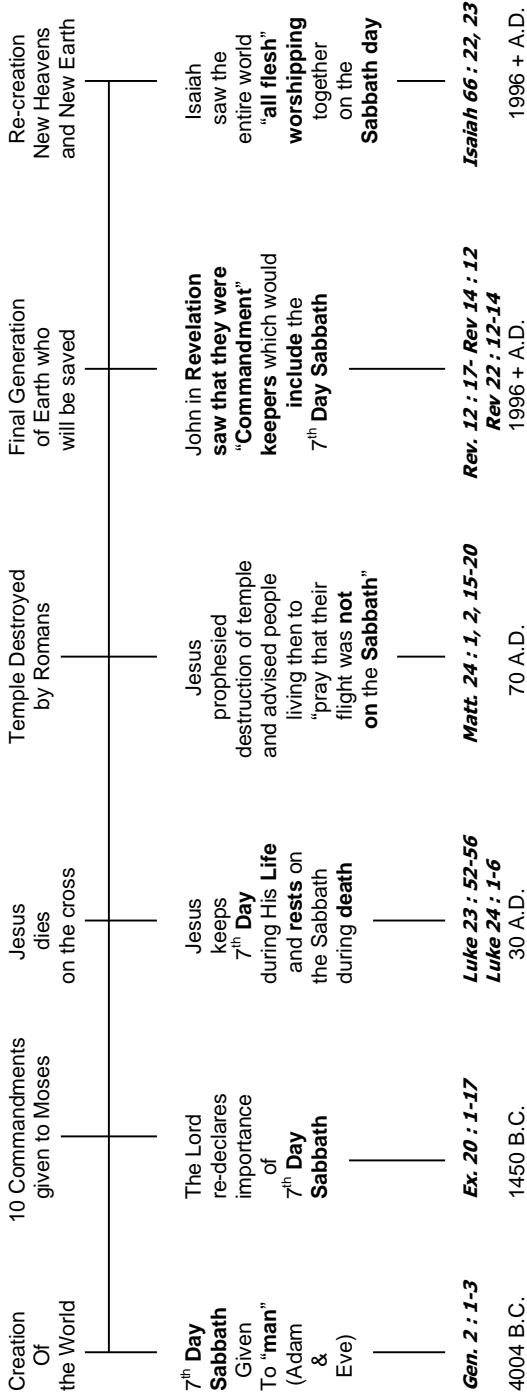 Creation
Of
the World
7th Day
Sabbath
Given
To “man”
(Adam
&
Eve)
Gen. 2 : 1-3
4004 B.C.
10 Commandments
given to Moses
The Lord
re-declares
importance
of
7th Day
Sabbath
Ex. 20 : 1-17
1450 B.C.
Jesus
dies
on the cross
Jesus
keeps
7th Day
during His Life
and rests on
the Sabbath
during death
Luke 23 : 52-56
Luke 24 : 1-6
30 A.D.
Temple Destroyed
by Romans
Jesus
prophesied
destruction of temple
and advised people
living then to
“pray that their
flight was not
on the Sabbath”
Matt. 24 : 1, 2, 15-20
70 A.D.
Final Generation
of Earth who
will be saved
John in Revelation
saw that they were
“Commandment”
keepers which would
include the
7th Day Sabbath
Rev. 12 : 17- Rev 14 : 12
Rev 22 : 12-14
1996 + A.D.
Re-creation
New Heavens
and New Earth
Isaiah
saw the
entire world
“all flesh”
worshipping
together
on the
Sabbath day
Isaiah 66 : 22, 23
1996 + A.D.